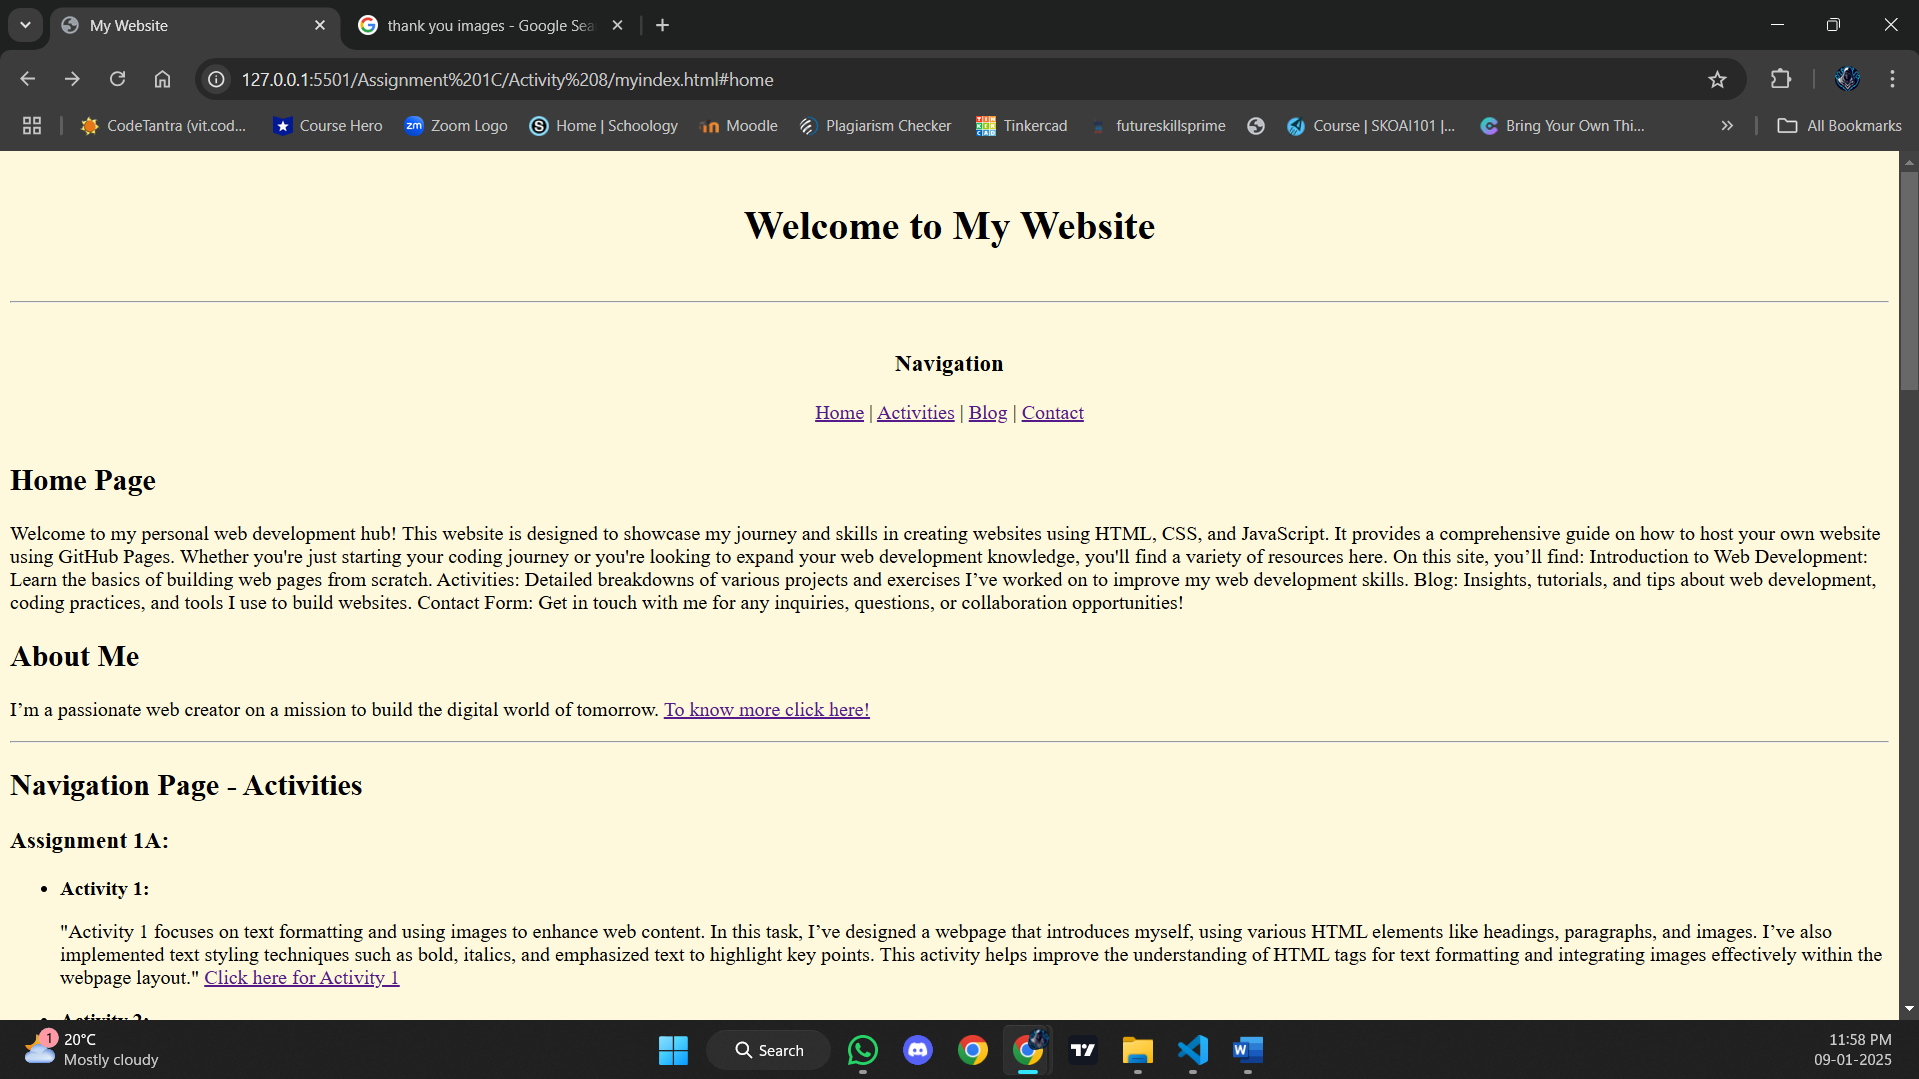 My Website
thank you images - Google Sea
127.0.0.1:5501/Assignment%201C/Activity%208/myindex.html#home
CodeTantra (vit.cod... Course Hero zm Zoom Logo S Home | Schoology Moodle Plagiarism Checker Tinkercad futureskillsprime Course | SKOAI101 |... Bring Your Own Thi... All Bookmarks
Welcome to My Website
Navigation
Home | Activities | Blog | Contact
Home Page
Welcome to my personal web development hub! This website is designed to showcase my journey and skills in creating websites using HTML, CSS, and JavaScript. It provides a comprehensive guide on how to host your own website
using GitHub Pages. Whether you're just starting your coding journey or you're looking to expand your web development knowledge, you'll find a variety of resources here. On this site, you’ll find: Introduction to Web Development:
Learn the basics of building web pages from scratch. Activities: Detailed breakdowns of various projects and exercises I’ve worked on to improve my web development skills. Blog: Insights, tutorials, and tips about web development,
coding practices, and tools I use to build websites. Contact Form: Get in touch with me for any inquiries, questions, or collaboration opportunities!
About Me
I’m a passionate web creator on a mission to build the digital world of tomorrow. To know more click here!
Navigation Page - Activities
Assignment 1A:
• Activity 1:
"Activity 1 focuses on text formatting and using images to enhance web content. In this task, I’ve designed a webpage that introduces myself, using various HTML elements like headings, paragraphs, and images. I’ve also
implemented text styling techniques such as bold, italics, and emphasized text to highlight key points. This activity helps improve the understanding of HTML tags for text formatting and integrating images effectively within the
webpage layout." Click here for Activity 1
• Activity 2:
1 20°C
Mostly cloudy
Search
W
11:58 PM
09-01-2025